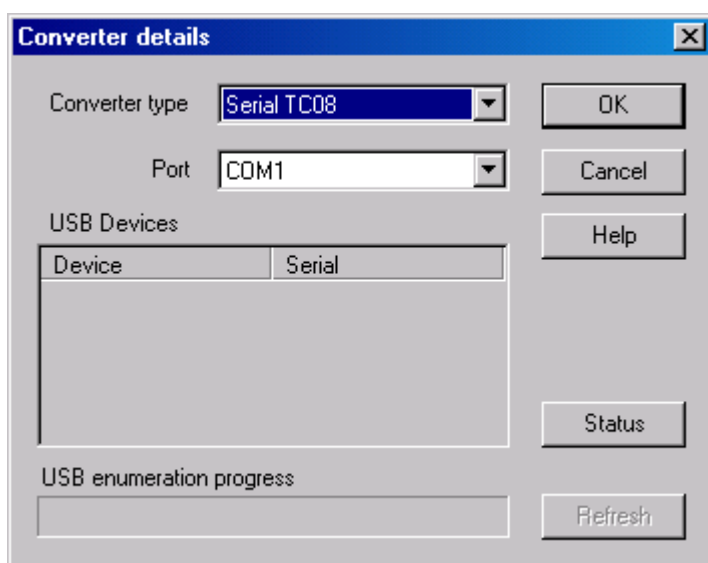 Converter details
Converter type Serial TC08 OK
Port COM1 Cancel
USB Devices
Help
Device Serial
Status
USB enumeration progress
Refresh